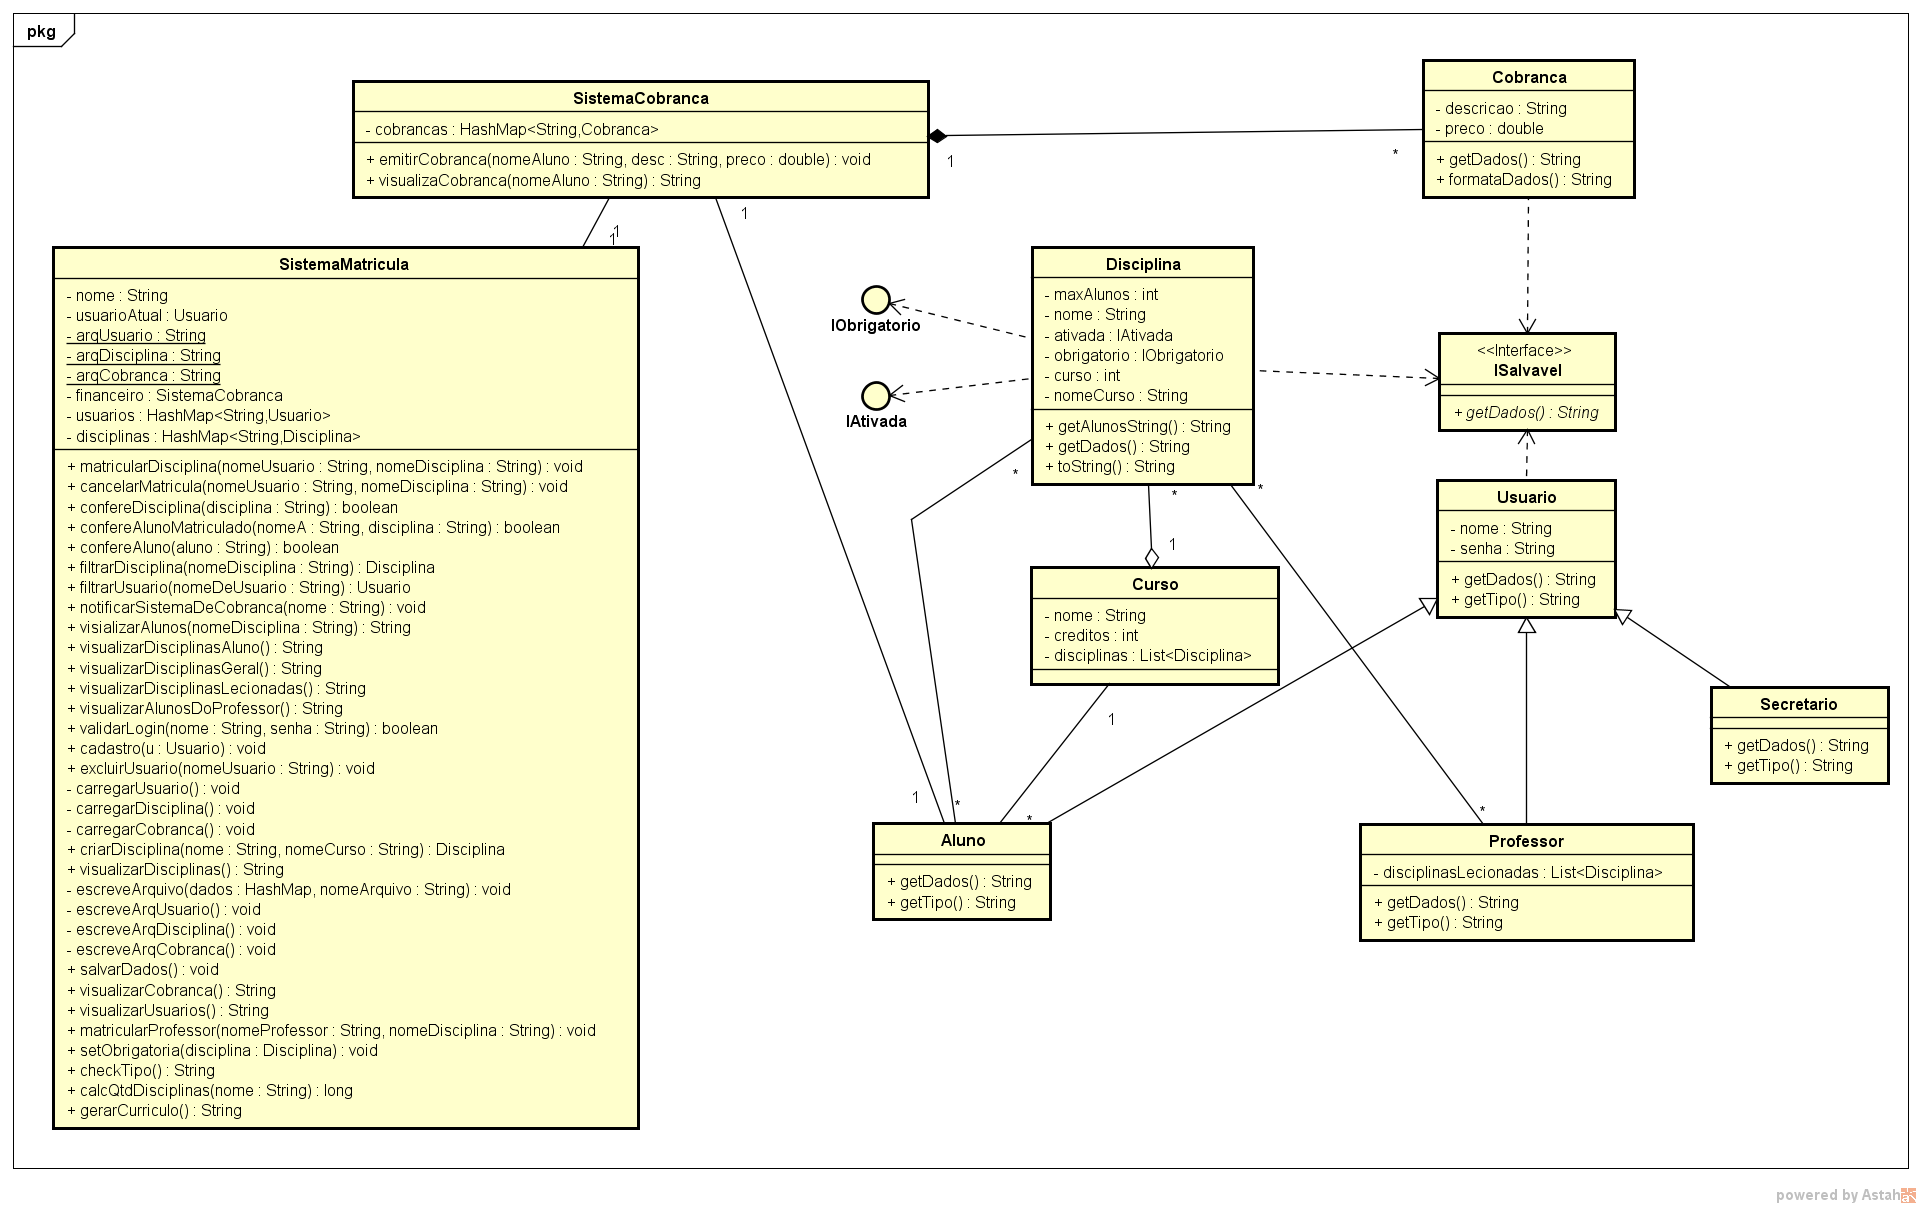 pkg
SistemaCobranca
- cobrancas : HashMap<String,Cobranca>
+ emitirCobranca(nomeAluno : String, desc : String, preco : double) : void
+ visualizaCobranca(nomeAluno : String) : String
1
*
1
1
1
Cobranca
- descricao : String
- preco : double
+ getDados() : String
+ formataDados() : String
SistemaMatricula
- nome : String
- usuarioAtual : Usuario
- arqUsuario : String
- arqDisciplina : String
- arqCobranca : String
- financeiro : SistemaCobranca
- usuarios : HashMap<String,Usuario>
- disciplinas : HashMap<String,Disciplina>
+ matricularDisciplina(nomeUsuario : String, nomeDisciplina : String) : void
+ cancelarMatricula(nomeUsuario : String, nomeDisciplina : String) : void
+ confereDisciplina(disciplina : String) : boolean
+ confereAlunoMatriculado(nomeA : String, disciplina : String) : boolean
+ confereAluno(aluno : String) : boolean
+ filtrarDisciplina(nomeDisciplina : String) : Disciplina
+ filtrarUsuario(nomeDeUsuario : String) : Usuario
+ notificarSistemaDeCobranca(nome : String) : void
+ visializarAlunos(nomeDisciplina : String) : String
+ visualizarDisciplinasAluno() : String
+ visualizarDisciplinasGeral() : String
+ visualizarDisciplinasLecionadas() : String
+ visualizarAlunosDoProfessor() : String
+ validarLogin(nome : String, senha : String) : boolean
+ cadastro(u : Usuario) : void
+ excluirUsuario(nomeUsuario : String) : void
- carregarUsuario() : void
- carregarDisciplina() : void
- carregarCobranca() : void
+ criarDisciplina(nome : String, nomeCurso : String) : Disciplina
+ visualizarDisciplinas() : String
- escreveArquivo(dados : HashMap, nomeArquivo : String) : void
- escreveArqUsuario() : void
- escreveArqDisciplina() : void
- escreveArqCobranca() : void
+ salvarDados() : void
+ visualizarCobranca() : String
+ visualizarUsuarios() : String
+ matricularProfessor(nomeProfessor : String, nomeDisciplina : String) : void
+ setObrigatoria(disciplina : Disciplina) : void
+ checkTipo() : String
+ calcQtdDisciplinas(nome : String) : long
+ gerarCurriculo() : String
IObrigatorio
IAtivada
Disciplina
- maxAlunos : int
- nome : String
- ativada : IAtivada
- obrigatorio : IObrigatorio
- curso : int
- nomeCurso : String
+ getAlunosString() : String
+ getDados() : String
+ toString() : String
*
*
*
1
<<Interface>>
ISalvavel
+ getDados() : String
Usuario
- nome : String
- senha : String
+ getDados() : String
+ getTipo() : String
Curso
- nome : String
- creditos : int
- disciplinas : List<Disciplina>
1
Secretario
+ getDados() : String
+ getTipo() : String
1
*
*
*
Aluno
+ getDados() : String
+ getTipo() : String
Professor
- disciplinasLecionadas : List<Disciplina>
+ getDados() : String
+ getTipo() : String
powered by Astah